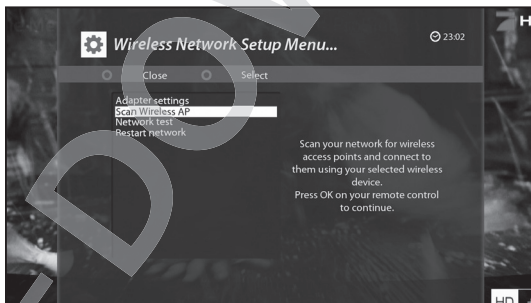 Wireless Network Setup Menu...
23:02
Close Select
Adapter settings
Scan Wireless AP
Network test
Restart network
Scan your network for wireless
access points and connect to
them using your selected wireless
device.
Press OK on your remote control
to continue.
HD